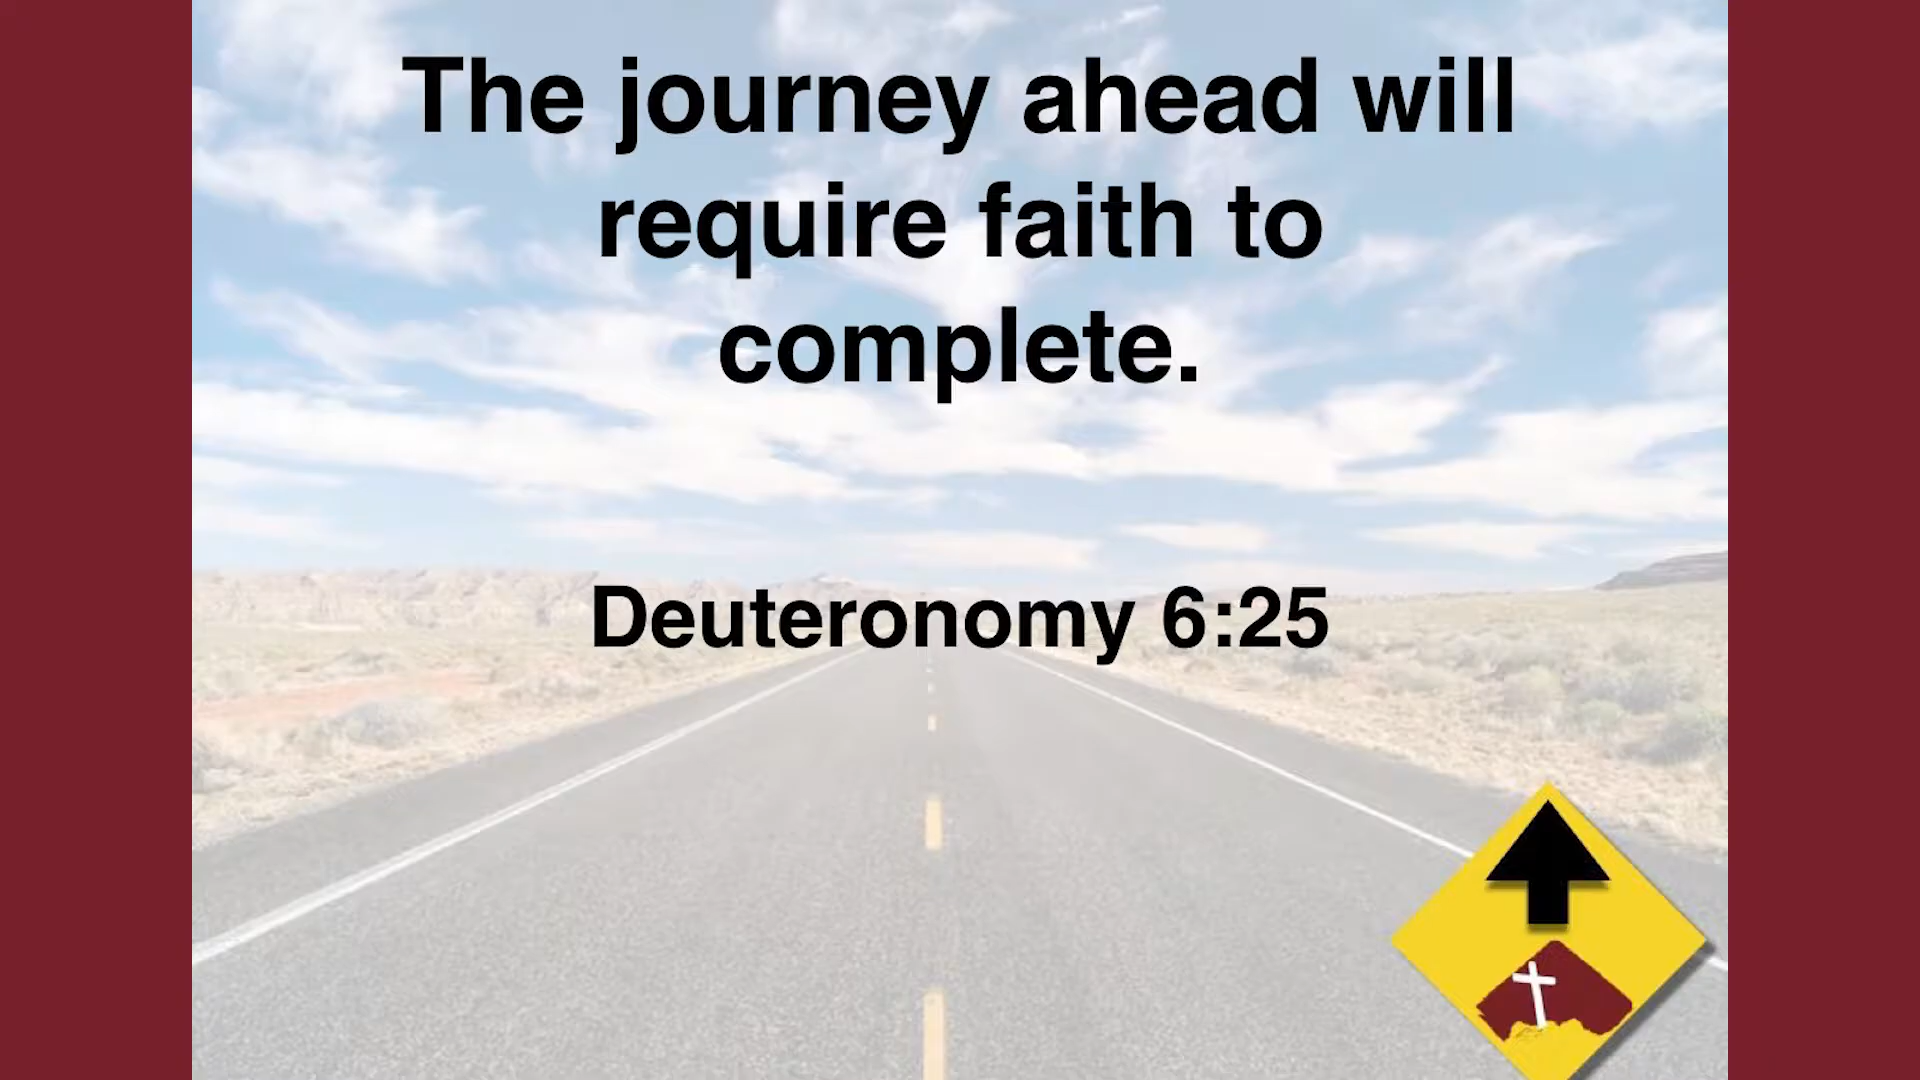 The journey ahead will
require faith to
complete.
Deuteronomy 6:25